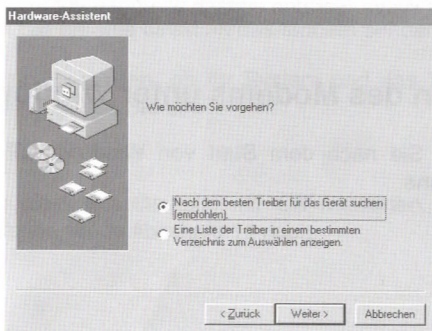 Hardware-Assistent
Wie möchten Sie vorgehen?
Nach dem besten Treiber für das Gerät suchen
(empfohlen).
Eine Liste der Treiber in einem bestimmten
Verzeichnis zum Auswählen anzeigen.
< Zurück
Weiter >
Abbrechen